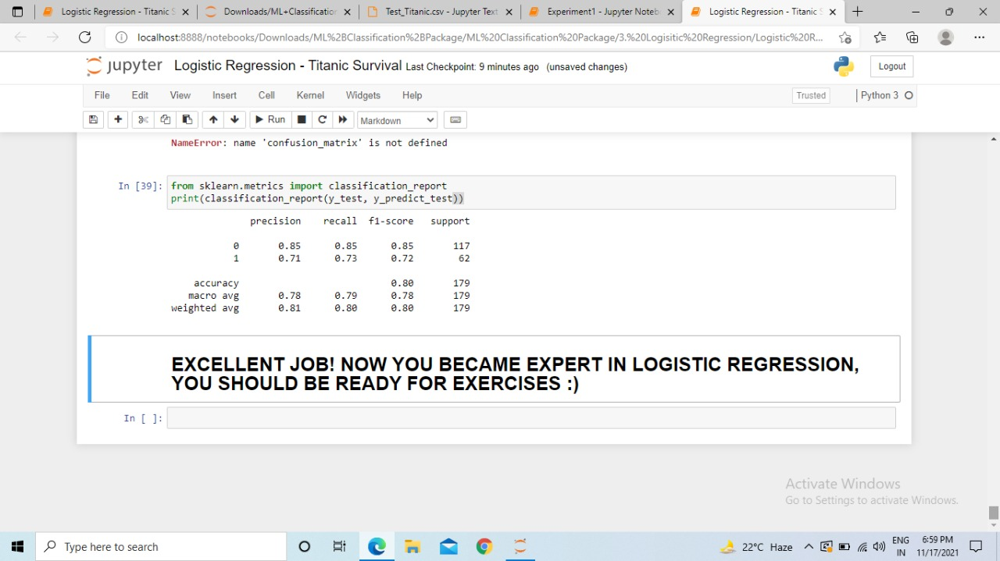 Logistic Regression - Titanic S
Downloads/ML+Classification
Test_Titanic.csv - Jupyter Text
Experiment1 - Jupyter Noteb
Logistic Regression - Titanic S
localhost:8888/notebooks/Downloads/ML%2BClassification%2BPackage/ML%20Classification%20Package/3.%20Logisitic%20Regression/Logistic%20R...
jupyter Logistic Regression - Titanic Survival Last Checkpoint: 9 minutes ago (unsaved changes)
Logout
File Edit View Insert Cell Kernel Widgets Help
Trusted
Python 3
Run
Markdown
NameError: name 'confusion_matrix' is not defined
In [39]: from sklearn.metrics import classification_report
print(classification_report(y_test, y_predict_test))
precision recall f1-score support
0 0.85 0.85 0.85 117
1 0.71 0.73 0.72 62
accuracy 0.80 179
macro avg 0.78 0.79 0.78 179
weighted avg 0.81 0.80 0.80 179
EXCELLENT JOB! NOW YOU BECAME EXPERT IN LOGISTIC REGRESSION,
YOU SHOULD BE READY FOR EXERCISES :)
In [ ]:
Activate Windows
Go to Settings to activate Windows.
Type here to search
22°C Haze
ENG
IN
6:59 PM
11/17/2021